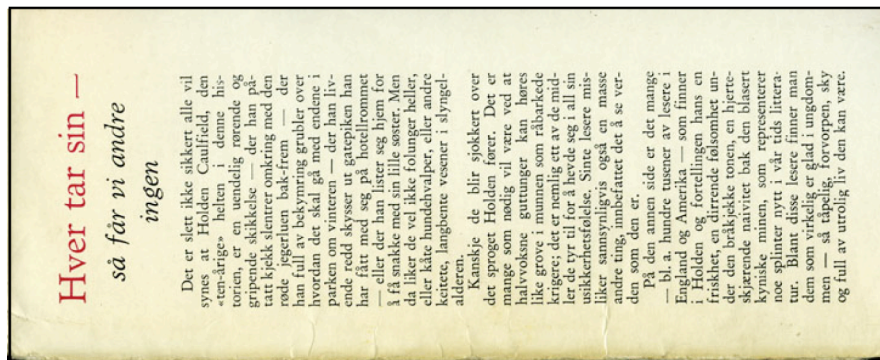 Hver tar sin —
så får vi andre
ingen
Det er slett ikke sikkert alle vil
synes at Holden Caulfield, den
«ten-årige» helten i denne his-
torien, er en uendelig rørende og
gripende skikkelse — der han på-
tatt kjekk slentrer omkring med den
røde jegerluen bak-frem — der
han full av bekymring grubler over
hvordan det skal gå med endene i
parken om vinteren — der han liv-
ende redd skysser ut gatepiken han
har fått med seg på hotellrommet
— eller der han lister seg hjem for
å få snakke med sin lille søster. Men
da liker de vel ikke folunger heller,
eller kåte hundehvalper, eller andre
keitete, langbente vesener i slyngel-
alderen.
Kanskje de blir sjokkert over
det sproget Holden fører. Det er
mange som nødig vil være ved at
halvvoksne guttunger kan høres
like grove i munnen som råbarkede
krigere; det er nemlig ett av de mid-
ler de tyr til for å hevde seg i all sin
usikkerhetsfølelse. Sinte lesere mis-
liker sannsynligvis også en masse
andre ting, innbefattet det å se ver-
den som den er.
På den annen side er det mange
— bl. a. hundre tusener av lesere i
England og Amerika — som finner
i Holden og fortellingen hans en
friskhet, en dirrende følsomhet un-
der den bråkjekke tonen, en hjerte-
skjærende naivitet bak den blasert
kyniske minen, som representerer
noe splinter nytt i vår tids littera-
tur. Blant disse lesere finner man
dem som virkelig er glad i ungdom-
men — så tåpelig, forvorpen, sky
og full av utrolig liv den kan være.